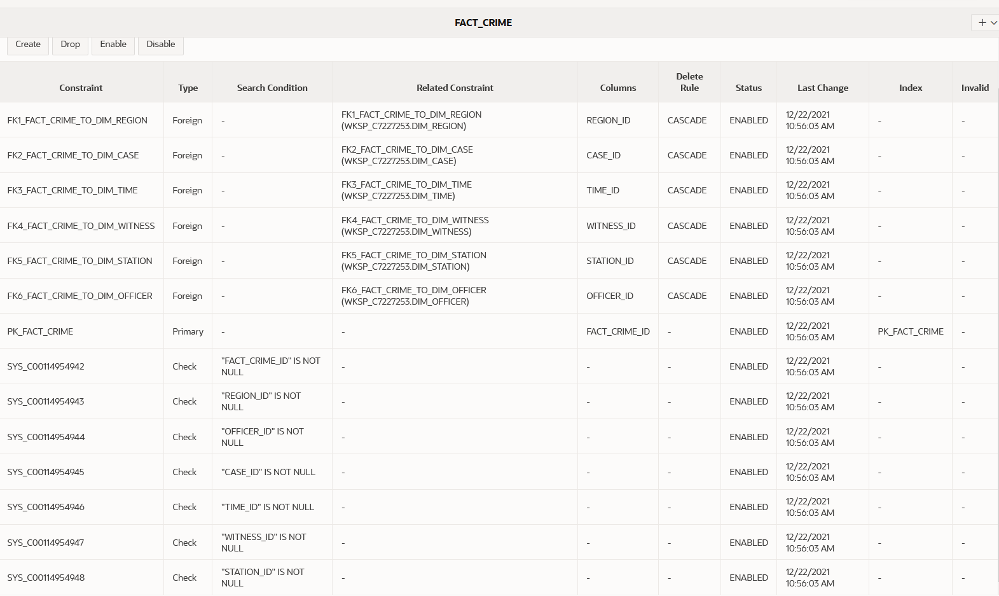 FACT_CRIME
Create Drop Enable Disable
Constraint Type Search Condition Related Constraint Columns Delete Rule Status Last Change Index Invalid
FK1_FACT_CRIME_TO_DIM_REGION Foreign - FK1_FACT_CRIME_TO_DIM_REGION (WKSP_C7227253.DIM_REGION) REGION_ID CASCADE ENABLED 12/22/2021 10:56:03 AM - -
FK2_FACT_CRIME_TO_DIM_CASE Foreign - FK2_FACT_CRIME_TO_DIM_CASE (WKSP_C7227253.DIM_CASE) CASE_ID CASCADE ENABLED 12/22/2021 10:56:03 AM - -
FK3_FACT_CRIME_TO_DIM_TIME Foreign - FK3_FACT_CRIME_TO_DIM_TIME (WKSP_C7227253.DIM_TIME) TIME_ID CASCADE ENABLED 12/22/2021 10:56:03 AM - -
FK4_FACT_CRIME_TO_DIM_WITNESS Foreign - FK4_FACT_CRIME_TO_DIM_WITNESS (WKSP_C7227253.DIM_WITNESS) WITNESS_ID CASCADE ENABLED 12/22/2021 10:56:03 AM - -
FK5_FACT_CRIME_TO_DIM_STATION Foreign - FK5_FACT_CRIME_TO_DIM_STATION (WKSP_C7227253.DIM_STATION) STATION_ID CASCADE ENABLED 12/22/2021 10:56:03 AM - -
FK6_FACT_CRIME_TO_DIM_OFFICER Foreign - FK6_FACT_CRIME_TO_DIM_OFFICER (WKSP_C7227253.DIM_OFFICER) OFFICER_ID CASCADE ENABLED 12/22/2021 10:56:03 AM - -
PK_FACT_CRIME Primary - - FACT_CRIME_ID - ENABLED 12/22/2021 10:56:03 AM PK_FACT_CRIME -
SYS_C00114954942 Check "FACT_CRIME_ID" IS NOT NULL - - - ENABLED 12/22/2021 10:56:03 AM - -
SYS_C00114954943 Check "REGION_ID" IS NOT NULL - - - ENABLED 12/22/2021 10:56:03 AM - -
SYS_C00114954944 Check "OFFICER_ID" IS NOT NULL - - - ENABLED 12/22/2021 10:56:03 AM - -
SYS_C00114954945 Check "CASE_ID" IS NOT NULL - - - ENABLED 12/22/2021 10:56:03 AM - -
SYS_C00114954946 Check "TIME_ID" IS NOT NULL - - - ENABLED 12/22/2021 10:56:03 AM - -
SYS_C00114954947 Check "WITNESS_ID" IS NOT NULL - - - ENABLED 12/22/2021 10:56:03 AM - -
SYS_C00114954948 Check "STATION_ID" IS NOT NULL - - - ENABLED 12/22/2021 10:56:03 AM - -